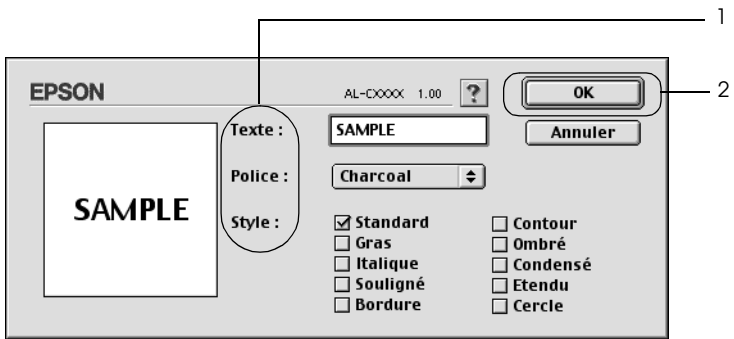 1
EPSON
AL-CXXXX 1.00
?
OK
2
Texte :
SAMPLE
Annuler
Police :
Charcoal
SAMPLE
Style :
Standard
Contour
Gras
Ombré
Italique
Condensé
Souligné
Etendu
Bordure
Cercle